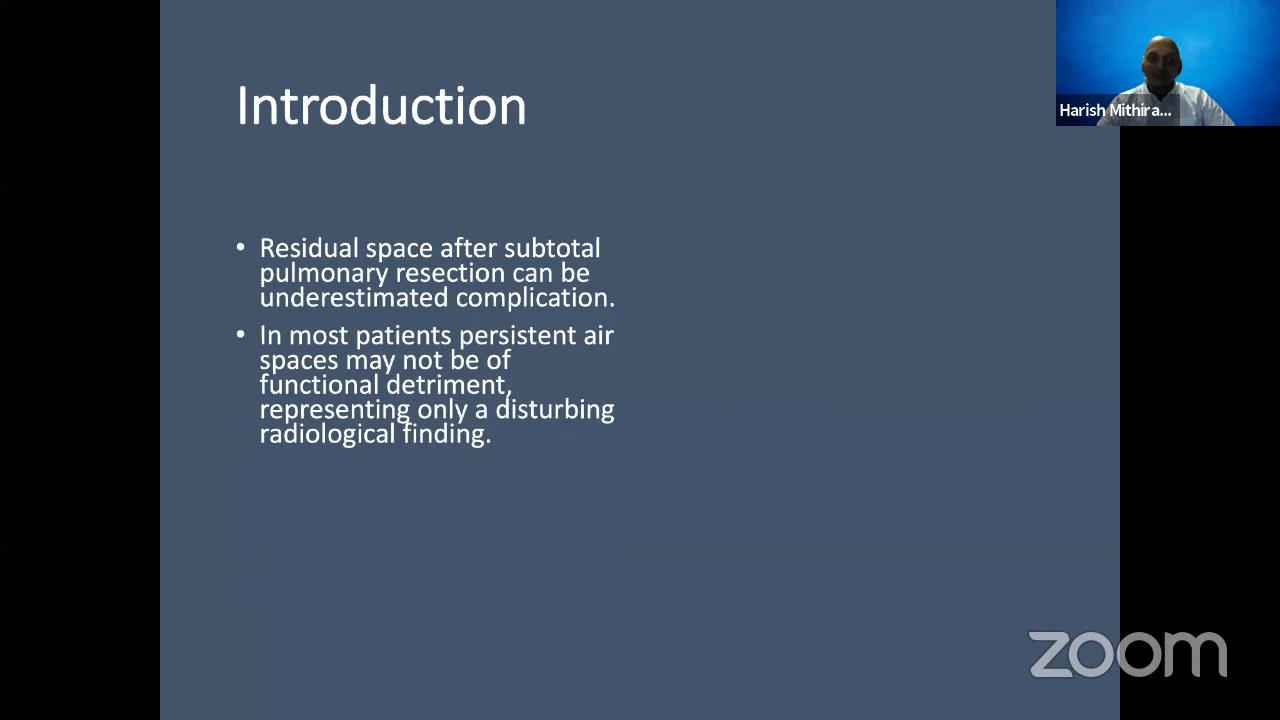 Introduction
• Residual space after subtotal
pulmonary resection can be
underestimated complication.
• In most patients persistent air
spaces may not be of
functional detriment,
representing only a disturbing
radiological finding.
Harish Mithira...
zoom